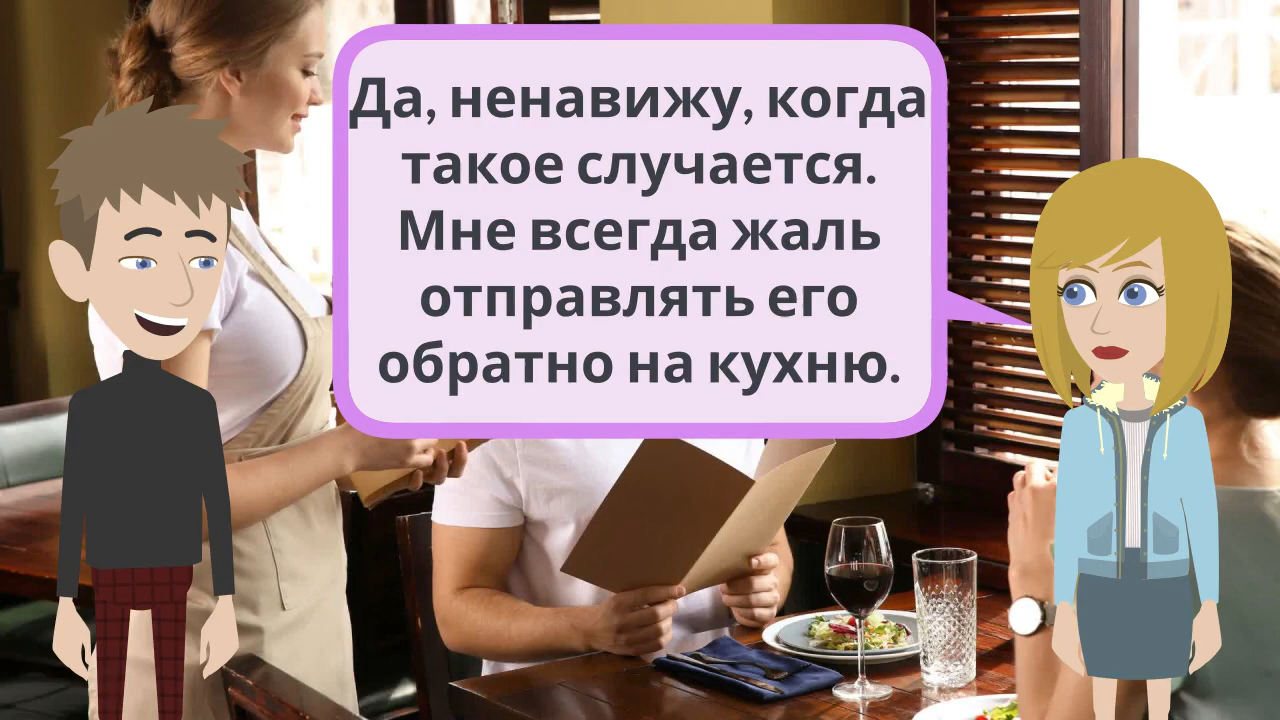 Да, ненавижу, когда
такое случается.
Мне всегда жаль
отправлять его
обратно на кухню.